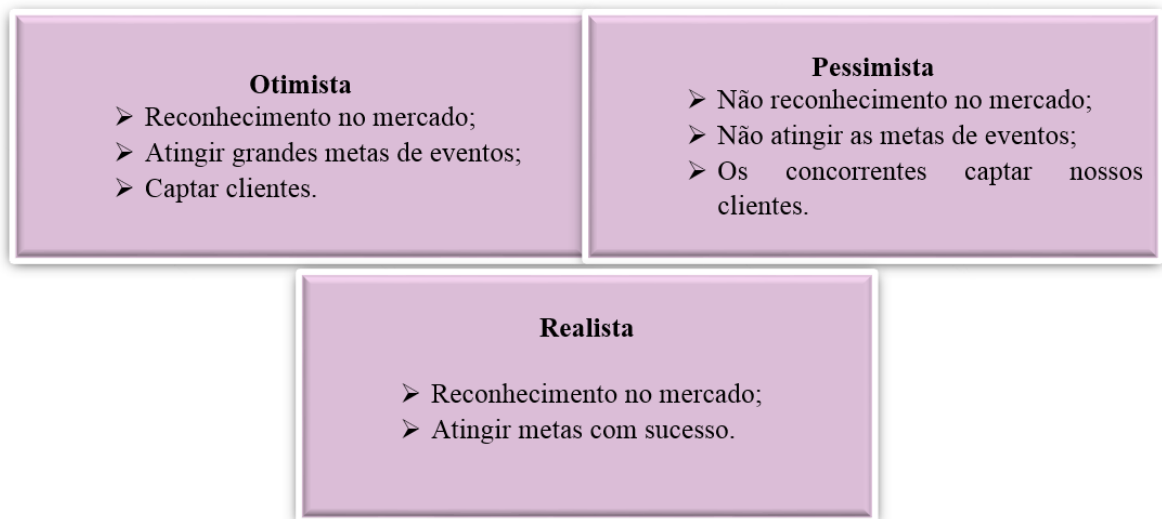 Otimista
➢ Reconhecimento no mercado;
➢ Atingir grandes metas de eventos;
➢ Captar clientes.
Pessimista
➢ Não reconhecimento no mercado;
➢ Não atingir as metas de eventos;
➢ Os concorrentes captar nossos
clientes.
Realista
➢ Reconhecimento no mercado;
➢ Atingir metas com sucesso.